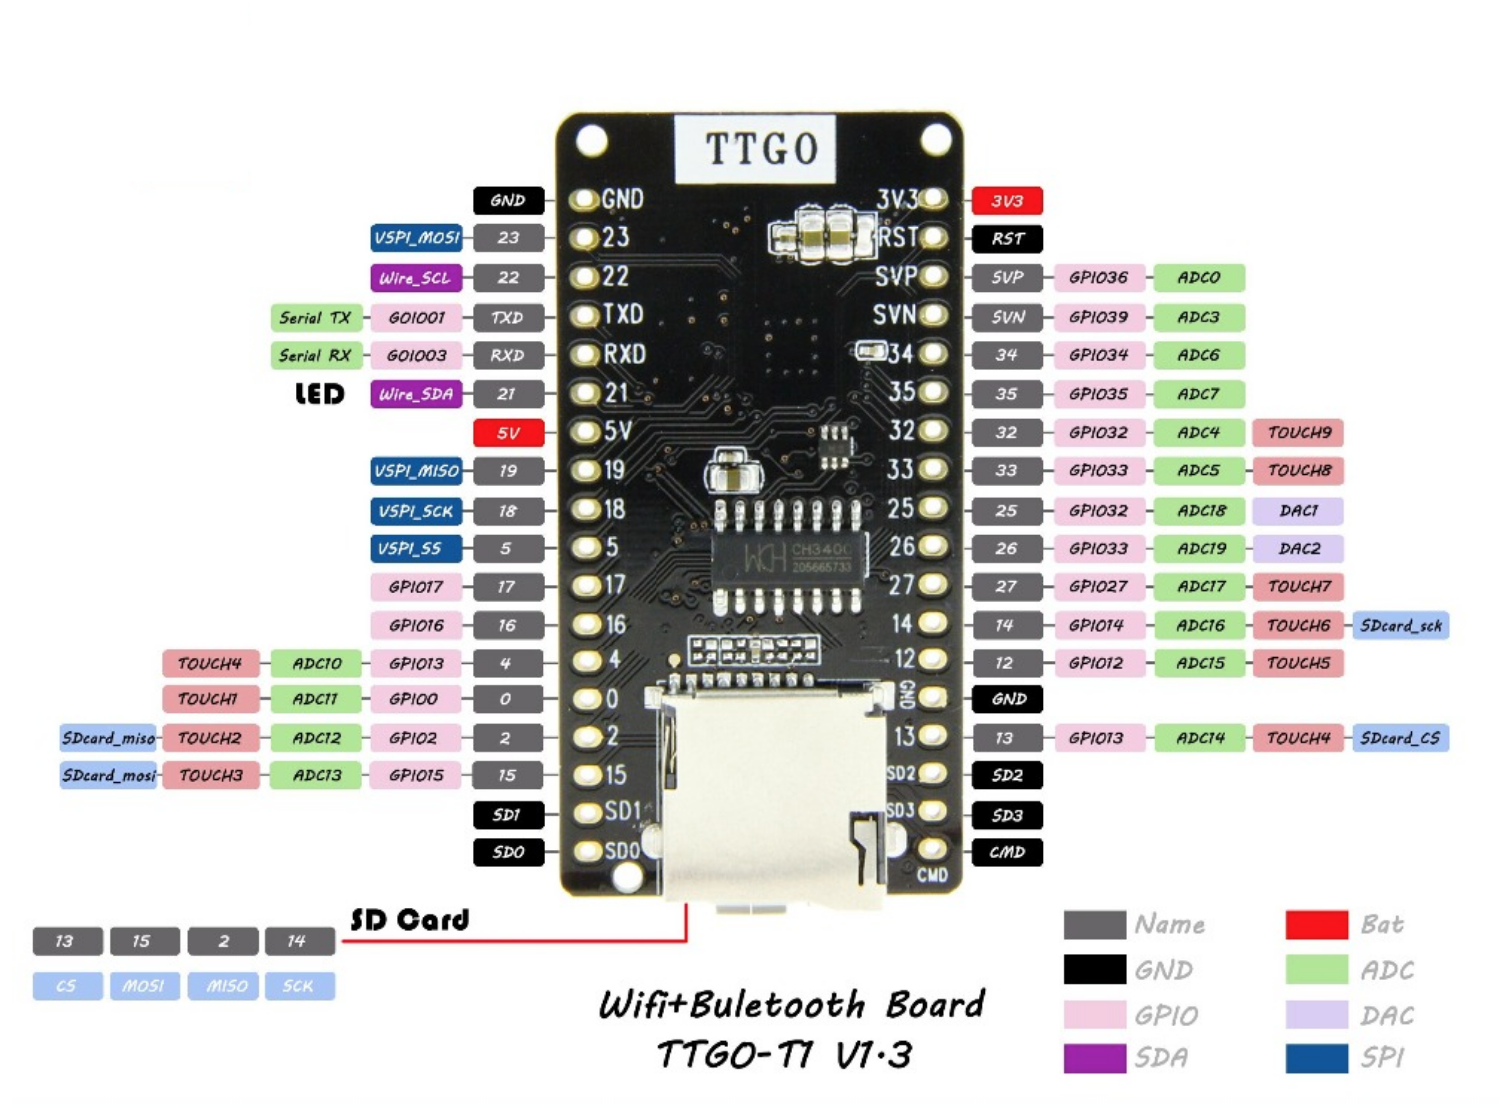 TTGO
GND GND 3V3 3V3
VSPI_MOSI 23 23 RST RST
Wire_SCL 22 22 SVP SVP GPIO36 ADC0
Serial TX GOIO01 TXD TXD SVN SVN GPIO39 ADC3
Serial RX GOIO03 RXD RXD 34 34 GPIO34 ADC6
LED Wire_SDA 21 21 35 35 GPIO35 ADC7
5V 5V 32 32 GPIO32 ADC4 TOUCH9
VSPI_MISO 19 19 33 33 GPIO33 ADC5 TOUCH8
VSPI_SCK 18 18 25 25 GPIO32 ADC18 DAC1
VSPI_SS 5 5 WCH CH340C 26 26 GPIO33 ADC19 DAC2
205665733
GPIO17 17 17 27 27 GPIO27 ADC17 TOUCH7
GPIO16 16 16 14 14 GPIO14 ADC16 TOUCH6 SDcard_sck
TOUCH4 ADC10 GPIO13 4 4 12 12 GPIO12 ADC15 TOUCH5
TOUCH1 ADC11 GPIO0 0 0 GND GND
SDcard_miso TOUCH2 ADC12 GPIO2 2 2 13 13 GPIO13 ADC14 TOUCH4 SDcard_CS
SDcard_mosi TOUCH3 ADC13 GPIO15 15 15 SD2 SD2
SD1 SD1 SD3 SD3
SD0 SD0 CMD CMD
SD Card
13 15 2 14
CS MOSI MISO SCK
Wifi+Buletooth Board
TTGO-T1 V1.3
Name Bat
GND ADC
GPIO DAC
SDA SPI